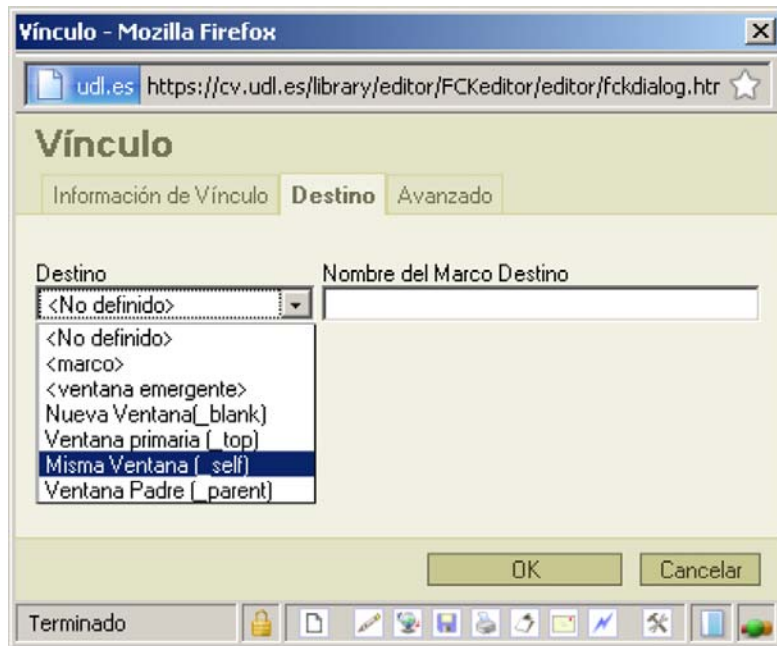 Vínculo - Mozilla Firefox
udl.es https://cv.udl.es/library/editor/FCKeditor/editor/fckdialog.htr
Vínculo
Información de Vínculo Destino Avanzado
Destino Nombre del Marco Destino
<No definido>
<No definido>
<marco>
<ventana emergente>
Nueva Ventana(_blank)
Ventana primaria (_top)
Misma Ventana (_self)
Ventana Padre (_parent)
OK Cancelar
Terminado